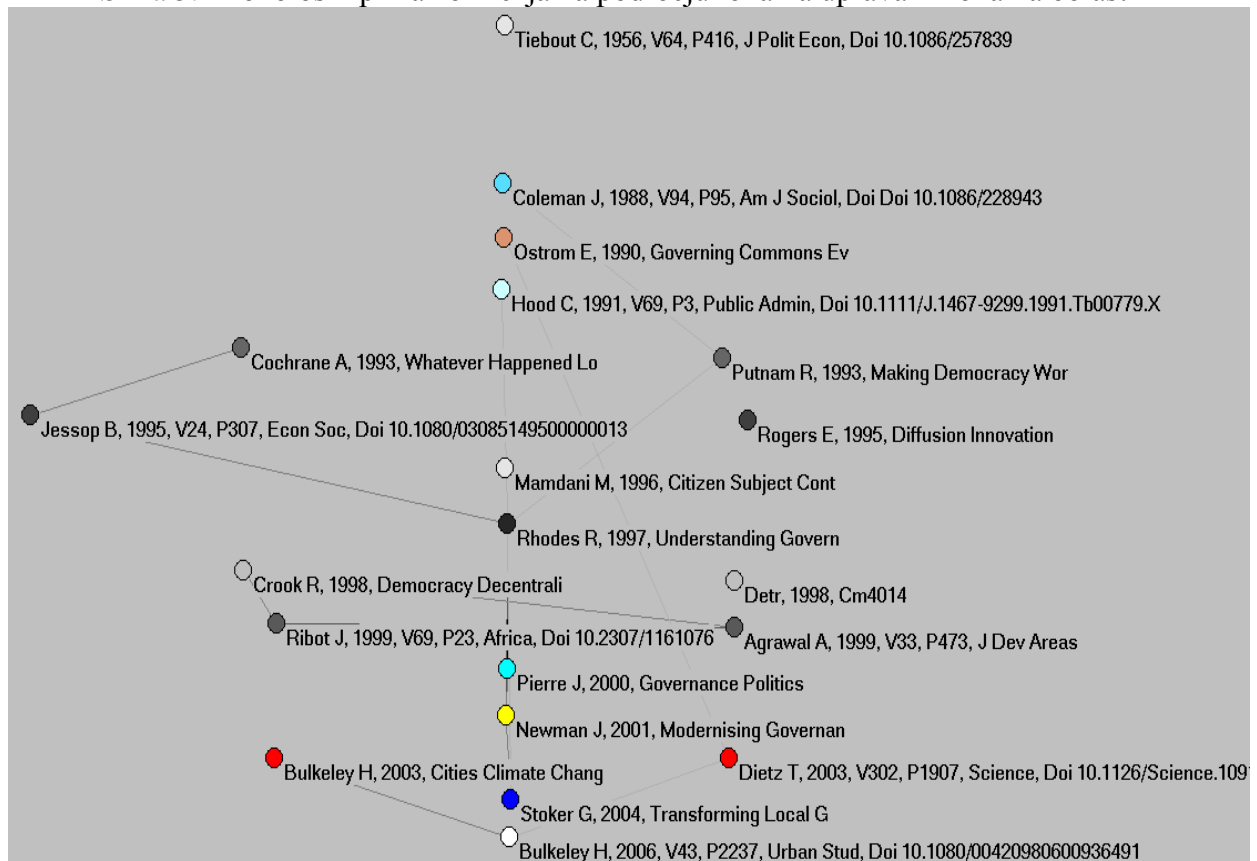 Tiebout C, 1956, V64, P416, J Polit Econ, Doi 10.1086/257839
Coleman J, 1988, V94, P95, Am J Sociol, Doi Doi 10.1086/228943
Ostrom E, 1990, Governing Commons Ev
Hood C, 1991, V69, P3, Public Admin, Doi 10.1111/J.1467-9299.1991.Tb00779.X
Cochrane A, 1993, Whatever Happened Lo
Putnam R, 1993, Making Democracy Wor
Jessop B, 1995, V24, P307, Econ Soc, Doi 10.1080/03085149500000013
Rogers E, 1995, Diffusion Innovation
Mamdani M, 1996, Citizen Subject Cont
Rhodes R, 1997, Understanding Govern
Crook R, 1998, Democracy Decentrali
Detr, 1998, Cm4014
Ribot J, 1999, V69, P23, Africa, Doi 10.2307/1161076
Agrawal A, 1999, V33, P473, J Dev Areas
Pierre J, 2000, Governance Politics
Newman J, 2001, Modernising Governan
Bulkeley H, 2003, Cities Climate Chang
Dietz T, 2003, V302, P1907, Science, Doi 10.1126/Science.1091
Stoker G, 2004, Transforming Local G
Bulkeley H, 2006, V43, P2237, Urban Stud, Doi 10.1080/00420980600936491